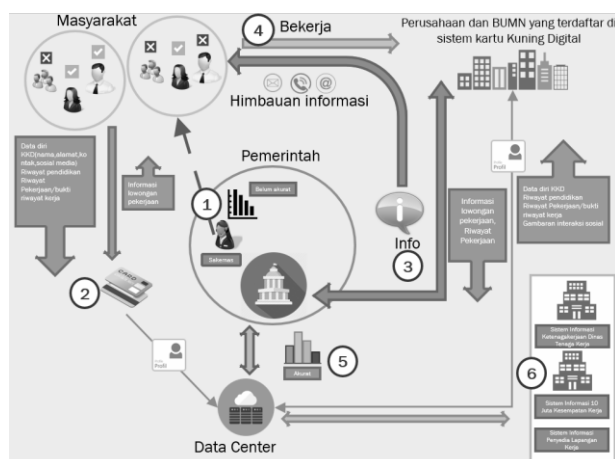 Masyarakat
4
Bekerja
Perusahaan dan BUMN yang terdaftar di
sistem kartu Kuning Digital
Himbauan informasi
Data diri
KKD(nama,alamat,ko
ntak,sosial media)
Riwayat pendidikan
Riwayat
Pekerjaan/bukti
riwayat kerja
Informasi
lowongan
pekerjaan
Pemerintah
1
Belum akurat
Sakernas
Info
3
Informasi
lowongan
pekerjaan,
Riwayat
Pekerjaan
Profil
Data diri KKD
Riwayat pendidikan
Riwayat Pekerjaan/bukti
riwayat kerja
Gambaran interaksi sosial
2
CARD
Profil
5
Akurat
Data Center
6
Sistem Informasi
Ketenagakerjaan Dinas
Tenaga Kerja
Sistem Informasi 10
Juta Kesempatan Kerja
Sistem Informasi
Penyedia Lapangan
Kerja